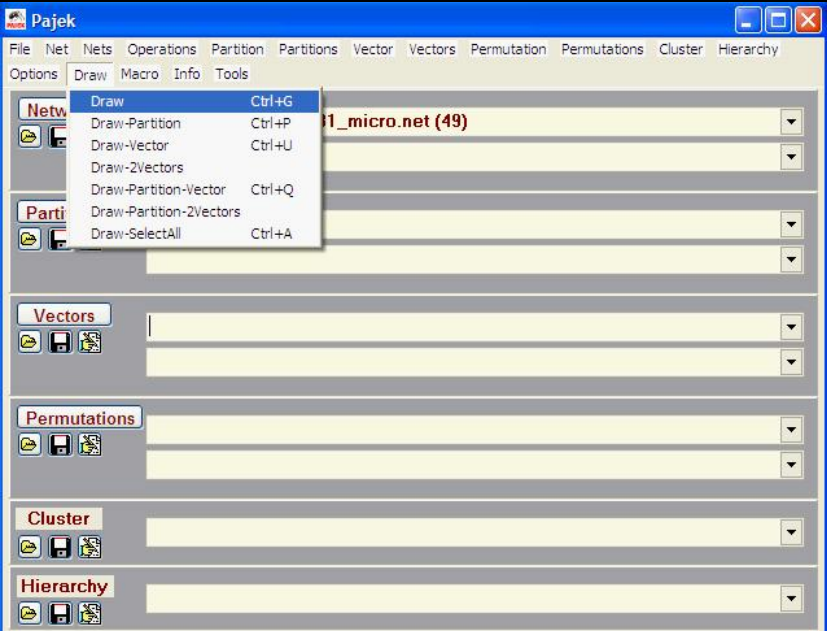 Pajek
File Net Nets Operations Partition Partitions Vector Vectors Permutation Permutations Cluster Hierarchy
Options Draw Macro Info Tools
Draw Ctrl+G
Draw-Partition Ctrl+P
Draw-Vector Ctrl+U
Draw-2Vectors
Draw-Partition-Vector Ctrl+Q
Draw-Partition-2Vectors
Draw-SelectAll Ctrl+A
Netw
1_micro.net (49)
Parti
Vectors
Permutations
Cluster
Hierarchy